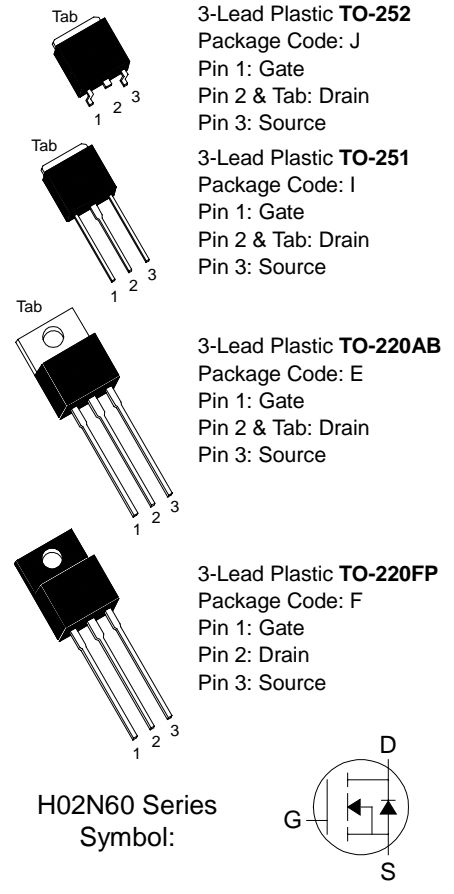 Tab
1 2 3
3-Lead Plastic TO-252
Package Code: J
Pin 1: Gate
Pin 2 & Tab: Drain
Pin 3: Source
Tab
1 2 3
3-Lead Plastic TO-251
Package Code: I
Pin 1: Gate
Pin 2 & Tab: Drain
Pin 3: Source
Tab
1 2 3
3-Lead Plastic TO-220AB
Package Code: E
Pin 1: Gate
Pin 2 & Tab: Drain
Pin 3: Source
1 2 3
3-Lead Plastic TO-220FP
Package Code: F
Pin 1: Gate
Pin 2: Drain
Pin 3: Source
H02N60 Series
Symbol:
D
G
S